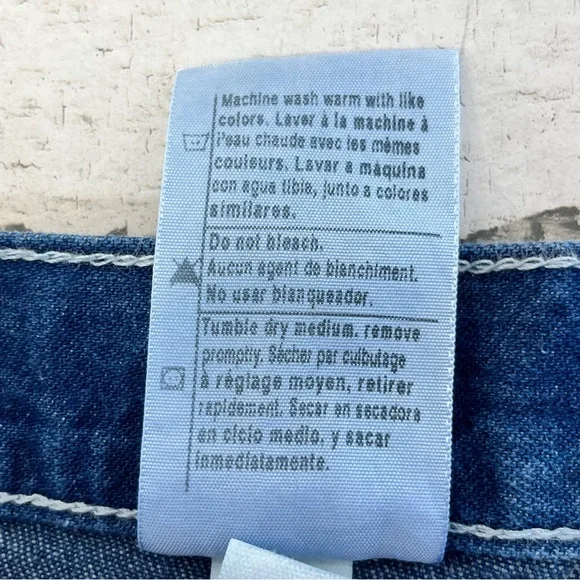 Machine wash warm with like
colors. Laver à la machine à
l'eau chaude avec les mêmes
couleurs. Lavar a máquina
con agua tibia, junto a colores
similares.
Do not bleach.
Aucun agent de blanchiment.
No usar blanqueador.
Tumble dry medium. remove
promptly. Sécher par culbutage
à réglage moyen, retirer
rapidement. Secar en secadora
en ciclo medio, y sacar
inmediatamente.